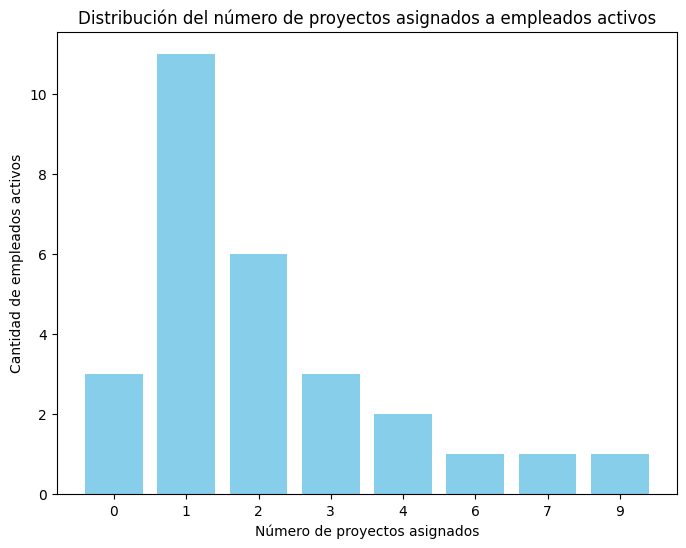 Distribución del número de proyectos asignados a empleados activos
Cantidad de empleados activos
10
8
6
4
2
0
0 1 2 3 4 6 7 9
Número de proyectos asignados